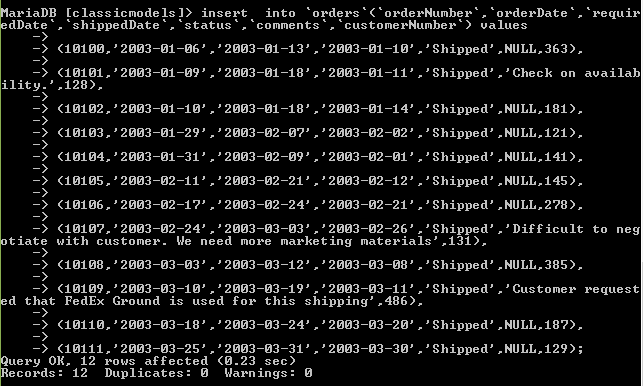 MariaDB [classicmodels]> insert  into `orders`(`orderNumber`,`orderDate`,`requir
edDate`,`shippedDate`,`status`,`comments`,`customerNumber`) values
    ->
    -> (10100,'2003-01-06','2003-01-13','2003-01-10','Shipped',NULL,363),
    ->
    -> (10101,'2003-01-09','2003-01-18','2003-01-11','Shipped','Check on availab
ility.',128),
    ->
    -> (10102,'2003-01-10','2003-01-18','2003-01-14','Shipped',NULL,181),
    ->
    -> (10103,'2003-01-29','2003-02-07','2003-02-02','Shipped',NULL,121),
    ->
    -> (10104,'2003-01-31','2003-02-09','2003-02-01','Shipped',NULL,141),
    ->
    -> (10105,'2003-02-11','2003-02-21','2003-02-12','Shipped',NULL,145),
    ->
    -> (10106,'2003-02-17','2003-02-24','2003-02-21','Shipped',NULL,278),
    ->
    -> (10107,'2003-02-24','2003-03-03','2003-02-26','Shipped','Difficult to neg
otiate with customer. We need more marketing materials',131),
    ->
    -> (10108,'2003-03-03','2003-03-12','2003-03-08','Shipped',NULL,385),
    ->
    -> (10109,'2003-03-10','2003-03-19','2003-03-11','Shipped','Customer request
ed that FedEx Ground is used for this shipping',486),
    ->
    -> (10110,'2003-03-18','2003-03-24','2003-03-20','Shipped',NULL,187),
    ->
    -> (10111,'2003-03-25','2003-03-31','2003-03-30','Shipped',NULL,129);
Query OK, 12 rows affected (0.23 sec)
Records: 12  Duplicates: 0  Warnings: 0